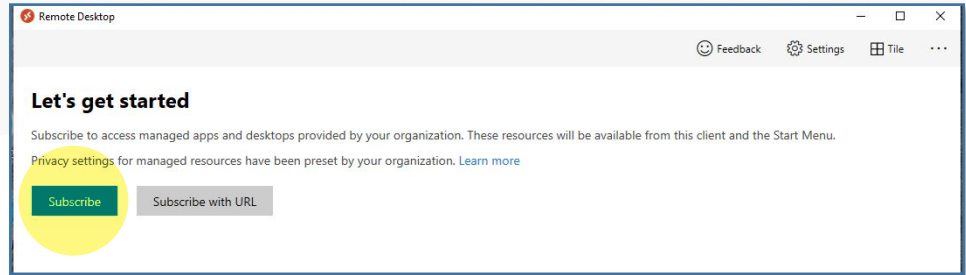 Remote Desktop
Feedback Settings Tile ...
Let's get started
Subscribe to access managed apps and desktops provided by your organization. These resources will be available from this client and the Start Menu.
Privacy settings for managed resources have been preset by your organization. Learn more
Subscribe Subscribe with URL